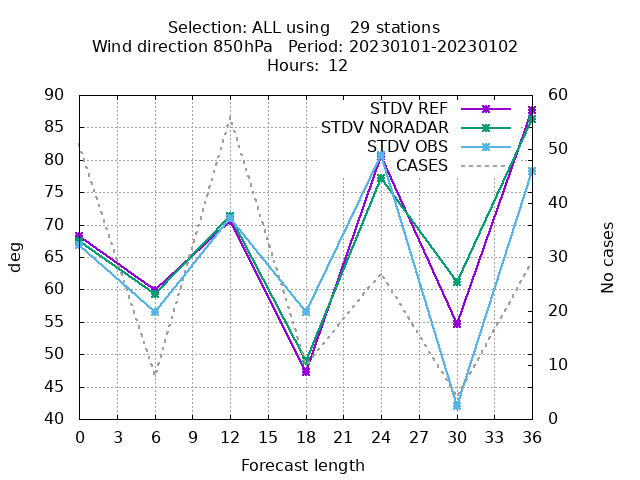 Selection: ALL using    29 stations
Wind direction 850hPa   Period: 20230101-20230102
Hours: 12
90
85
80
75
70
65
60
55
50
45
40
60
50
40
30
20
10
0
STDV REF
STDV NORADAR
STDV OBS
CASES
deg
No cases
0 3 6 9 12 15 18 21 24 27 30 33 36
Forecast length